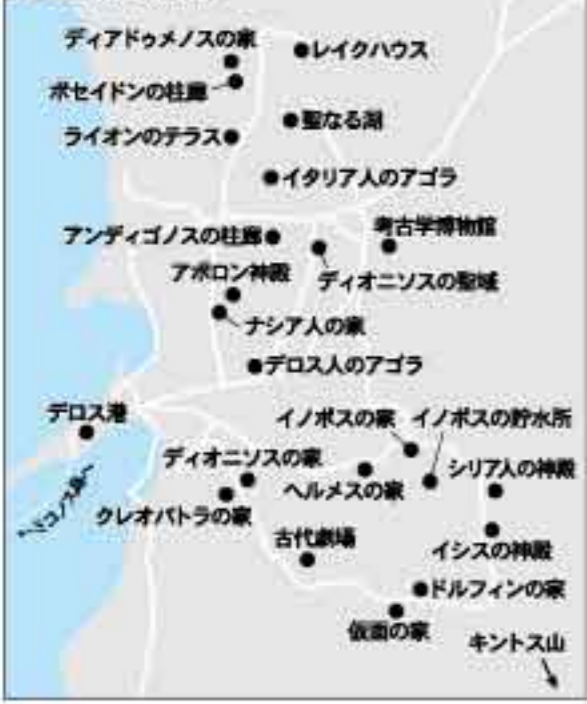 ディアドゥメノスの家
レイクハウス
ポセイドンの柱廊
聖なる湖
ライオンのテラス
イタリア人のアゴラ
アンティゴノスの柱廊
考古学博物館
ディオニソスの聖域
アポロン神殿
ナシア人の家
デロス人のアゴラ
デロス港
イノポスの家
イノポスの貯水所
ディオニソスの家
シリア人の神殿
ヘルメスの家
クレオパトラの家
ミコノス島へ
古代劇場
イシスの神殿
ドルフィンの家
仮面の家
キントス山